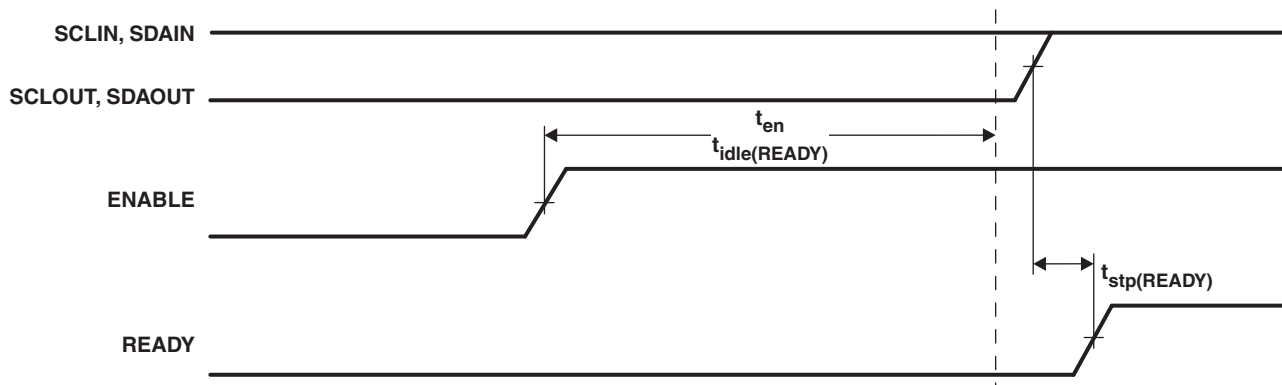 SCLIN, SDAIN
SCLOUT, SDAOUT
t_en
t_idle(READY)
ENABLE
t_stp(READY)
READY